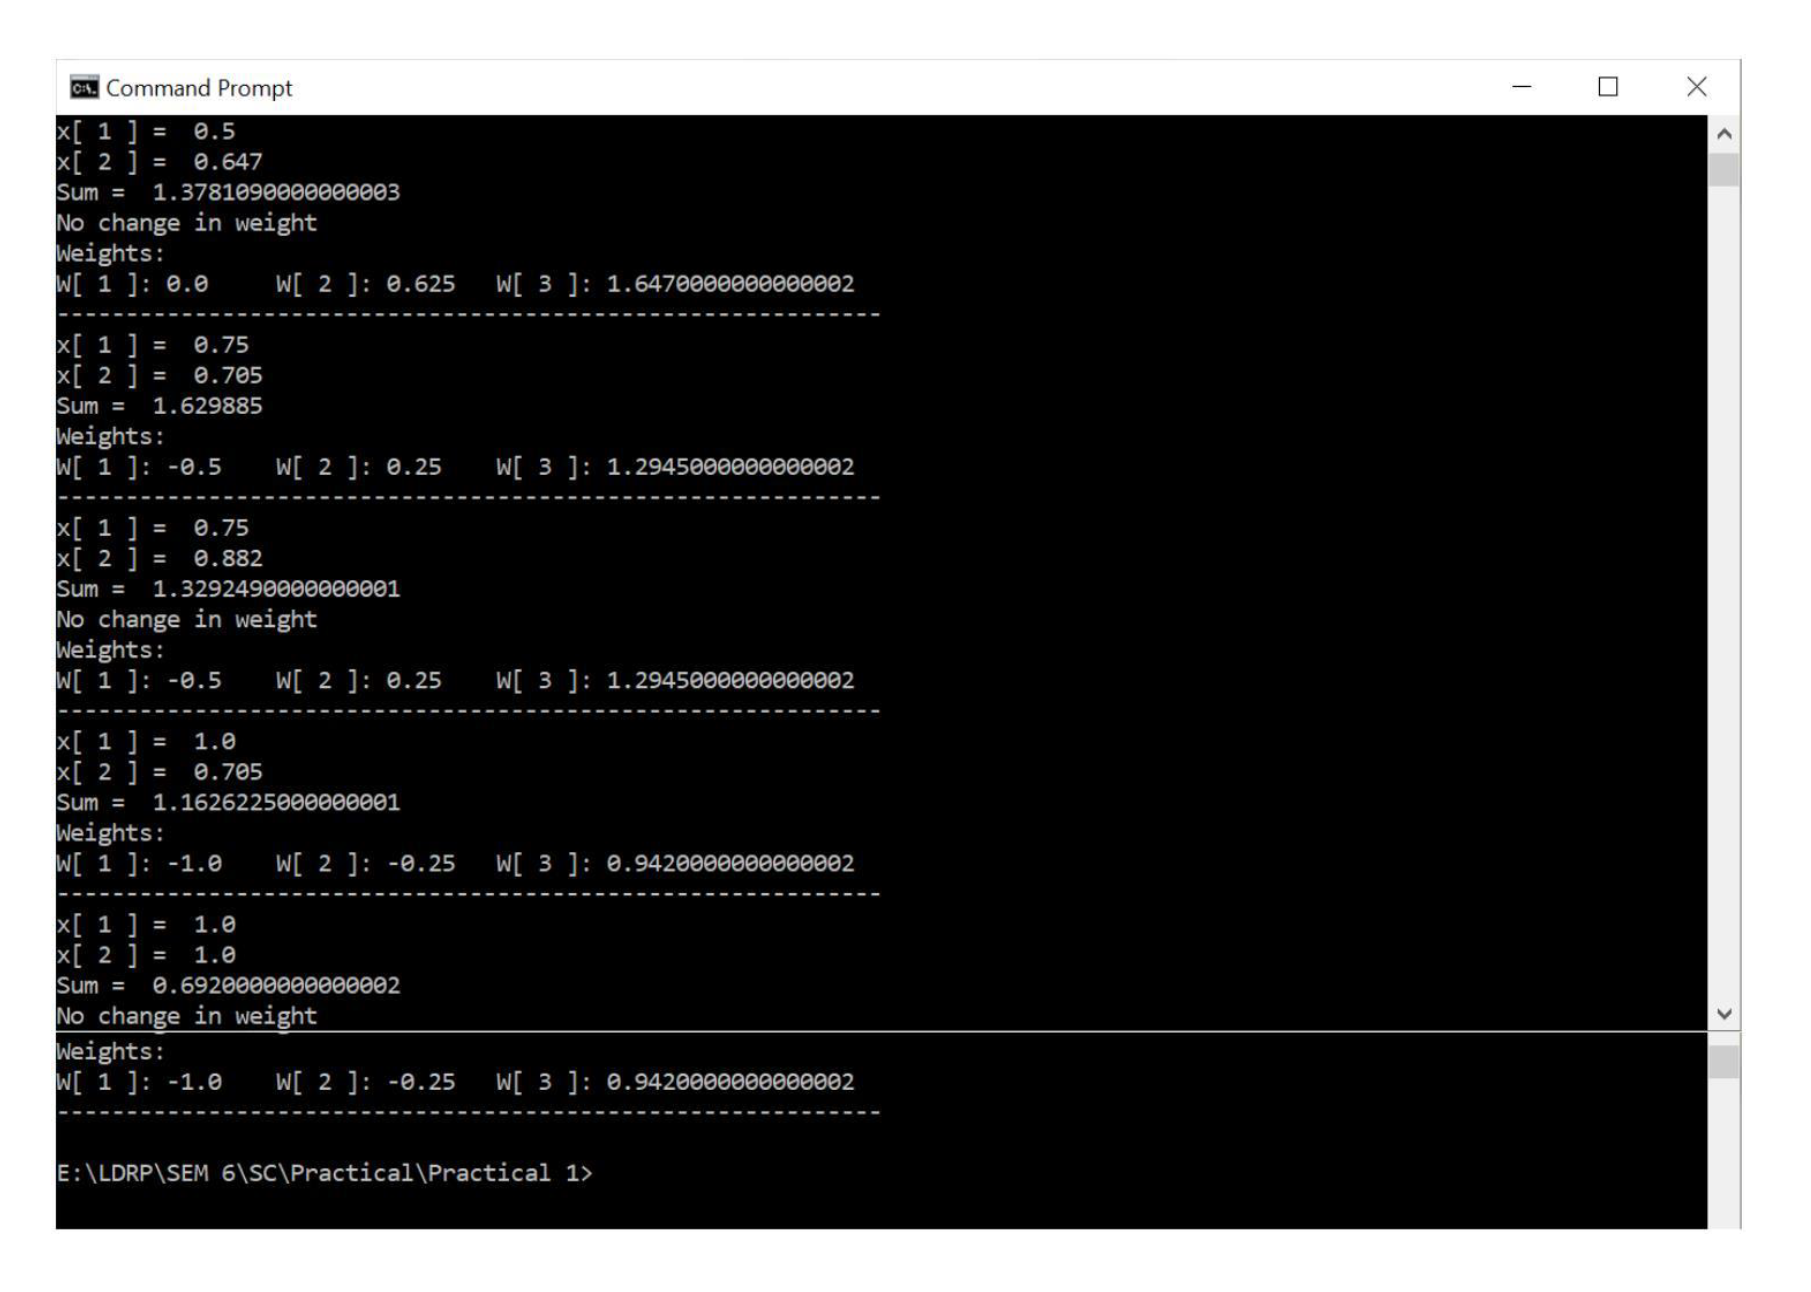 Command Prompt
x[ 1 ] =  0.5
x[ 2 ] =  0.647
Sum =  1.3781090000000003
No change in weight
Weights:
W[ 1 ]: 0.0     W[ 2 ]: 0.625   W[ 3 ]: 1.6470000000000002
------------------------------------------------------------
x[ 1 ] =  0.75
x[ 2 ] =  0.705
Sum =  1.629885
Weights:
W[ 1 ]: -0.5    W[ 2 ]: 0.25    W[ 3 ]: 1.2945000000000002
------------------------------------------------------------
x[ 1 ] =  0.75
x[ 2 ] =  0.882
Sum =  1.3292490000000001
No change in weight
Weights:
W[ 1 ]: -0.5    W[ 2 ]: 0.25    W[ 3 ]: 1.2945000000000002
------------------------------------------------------------
x[ 1 ] =  1.0
x[ 2 ] =  0.705
Sum =  1.1626225000000001
Weights:
W[ 1 ]: -1.0    W[ 2 ]: -0.25   W[ 3 ]: 0.9420000000000002
------------------------------------------------------------
x[ 1 ] =  1.0
x[ 2 ] =  1.0
Sum =  0.6920000000000002
No change in weight
Weights:
W[ 1 ]: -1.0    W[ 2 ]: -0.25   W[ 3 ]: 0.9420000000000002
------------------------------------------------------------
E:\LDRP\SEM 6\SC\Practical\Practical 1>